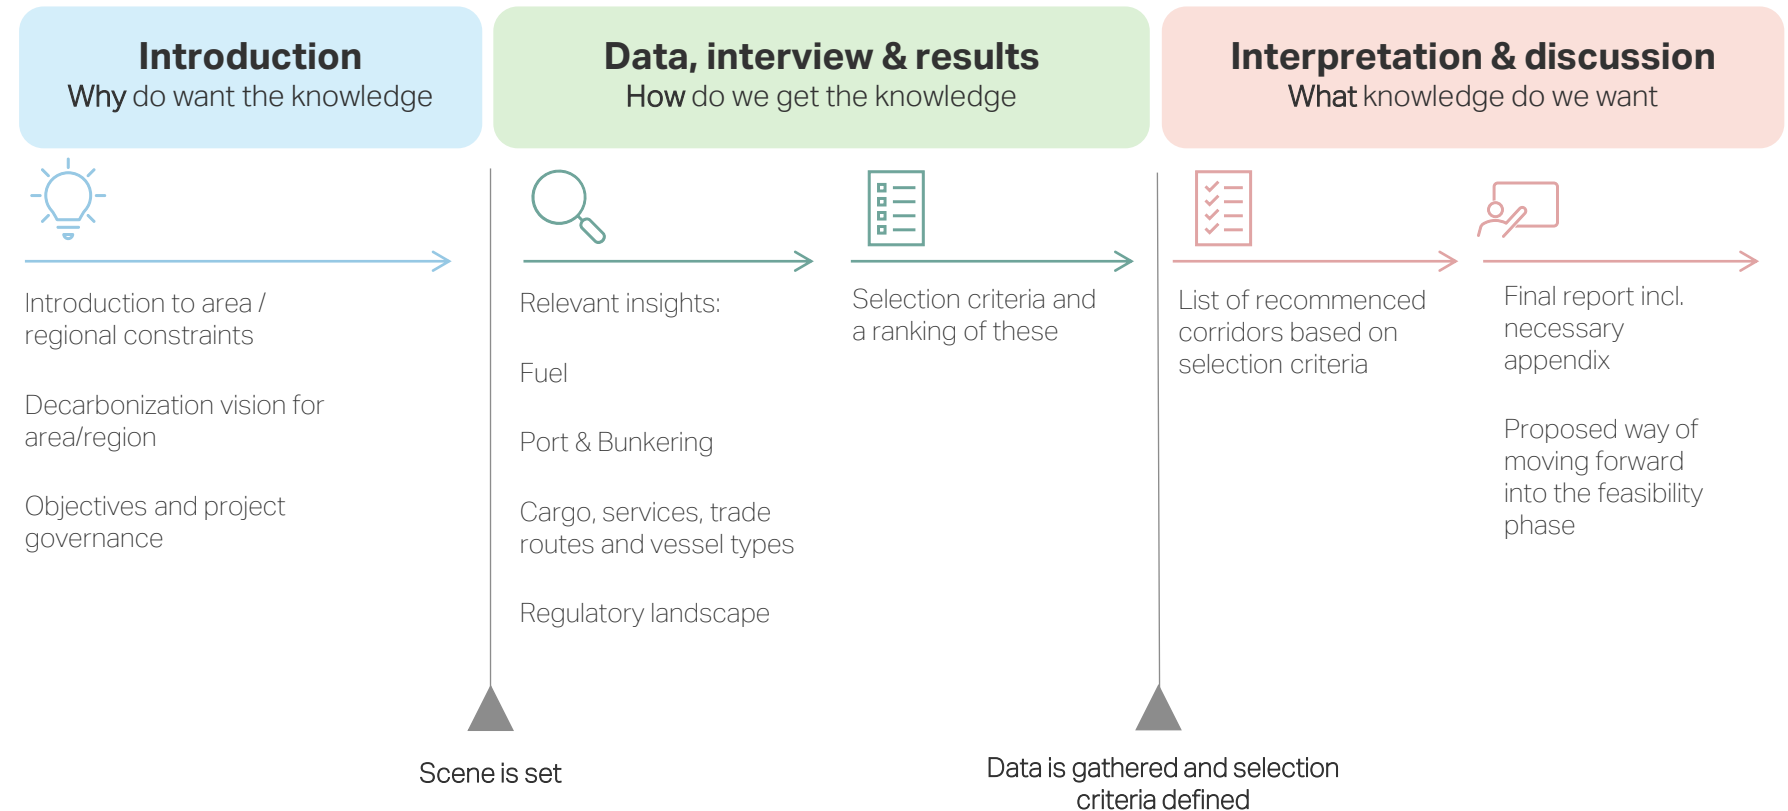 Introduction
Why do want the knowledge
Data, interview & results
How do we get the knowledge
Interpretation & discussion
What knowledge do we want
Introduction to area /
regional constraints
Decarbonization vision for
area/region
Objectives and project
governance
Relevant insights:
Fuel
Port & Bunkering
Cargo, services, trade
routes and vessel types
Regulatory landscape
Selection criteria and
a ranking of these
List of recommenced
corridors based on
selection criteria
Final report incl.
necessary
appendix
Proposed way of
moving forward
into the feasibility
phase
Scene is set
Data is gathered and selection
criteria defined